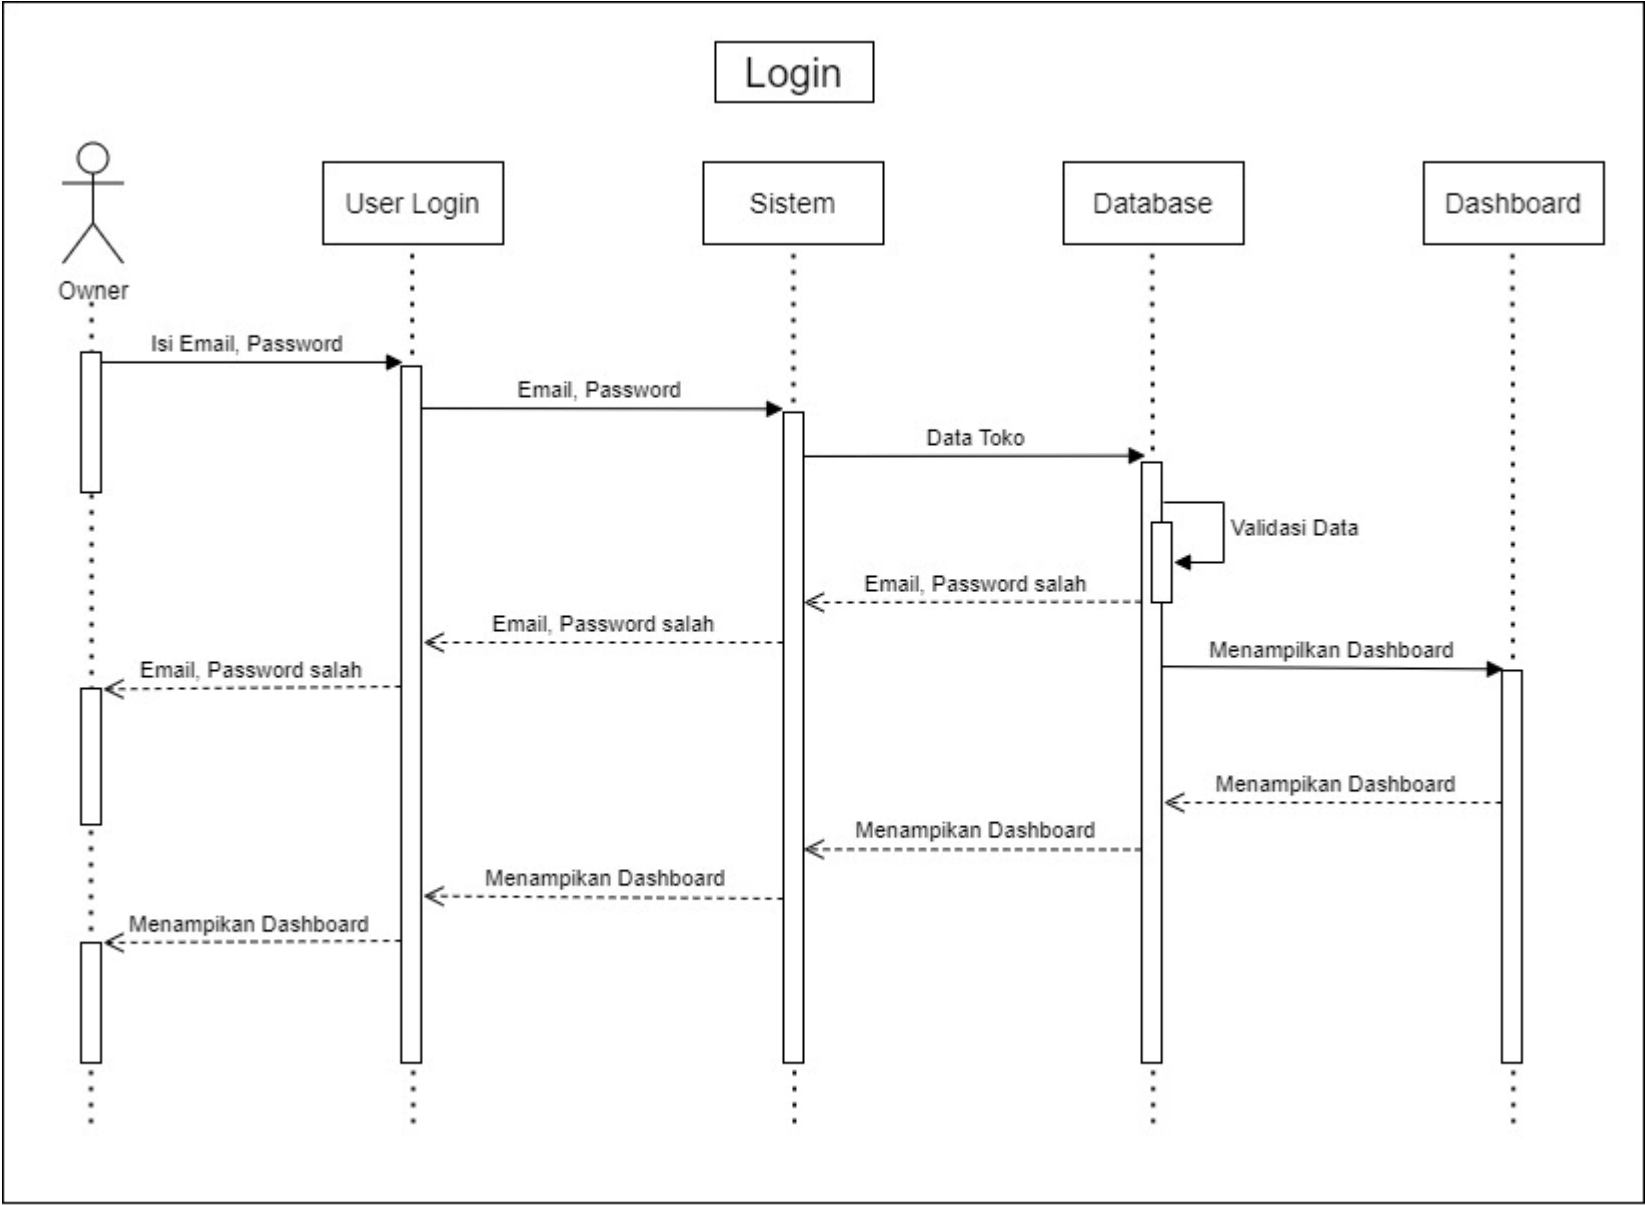 Login
Owner
User Login
Sistem
Database
Dashboard
Isi Email, Password
Email, Password
Data Toko
Validasi Data
Email, Password salah
Email, Password salah
Menampilkan Dashboard
Email, Password salah
Menampikan Dashboard
Menampikan Dashboard
Menampikan Dashboard
Menampikan Dashboard